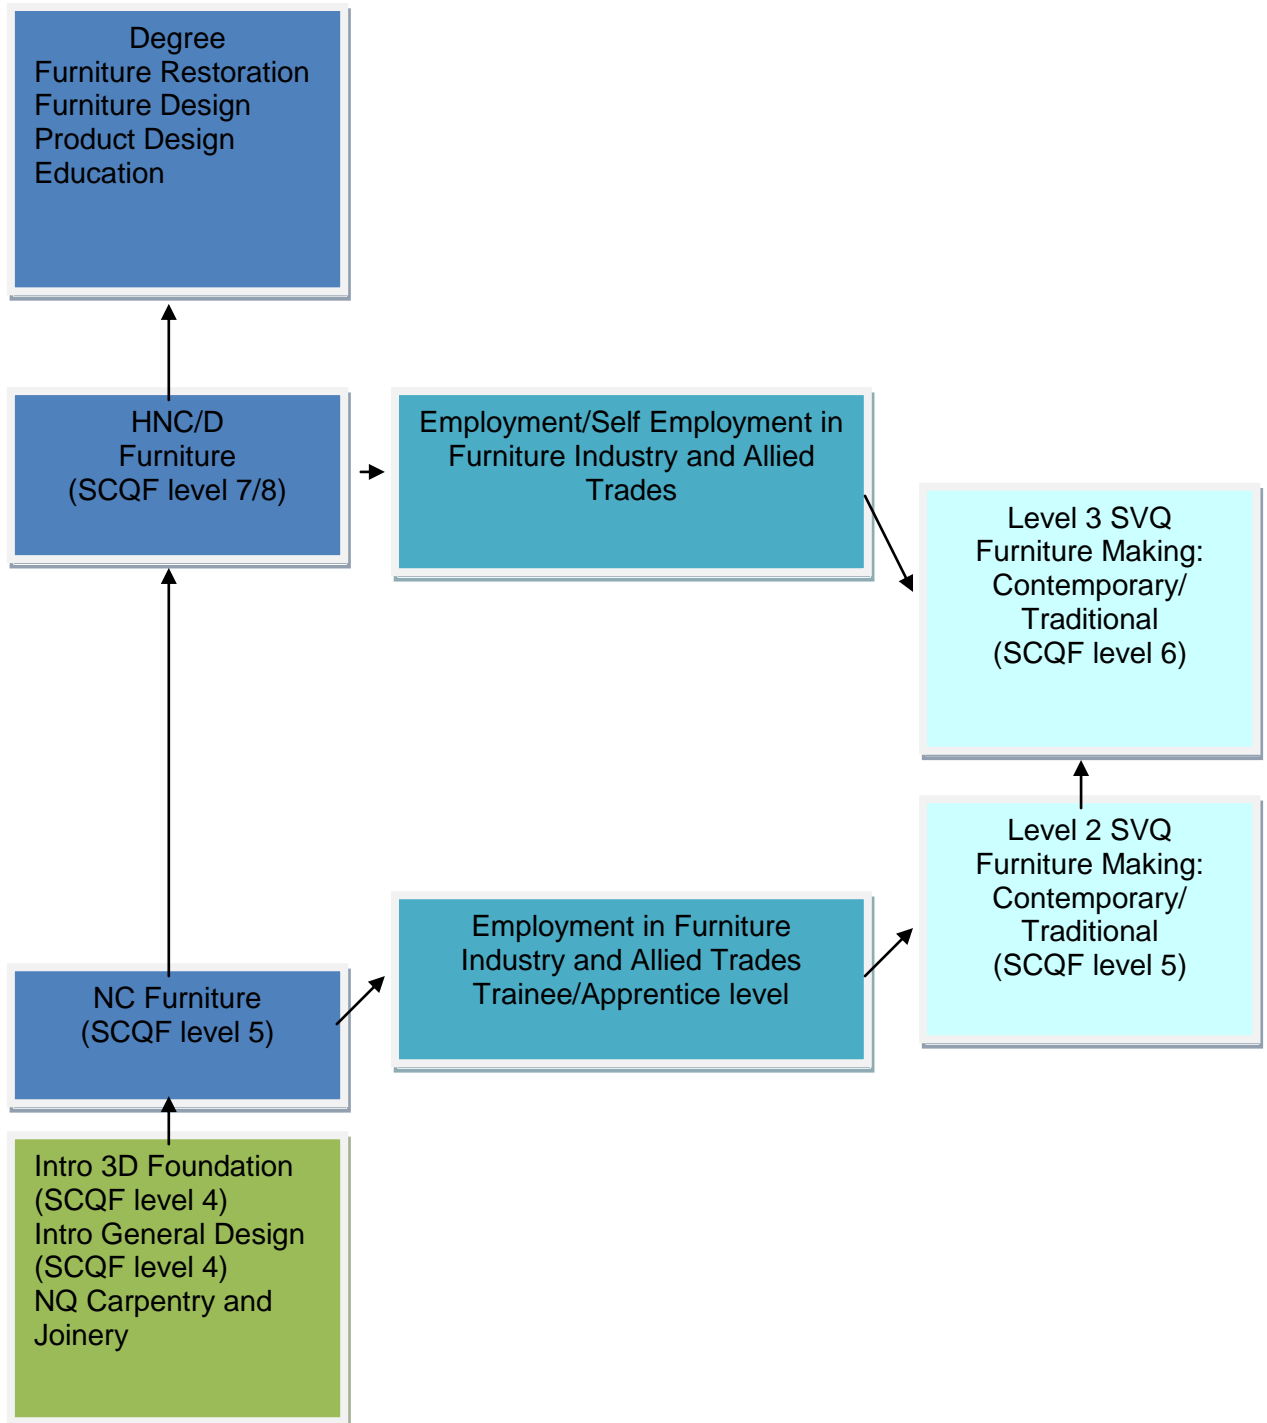 Degree
Furniture Restoration
Furniture Design
Product Design
Education
HNC/D
Furniture
(SCQF level 7/8)
Employment/Self Employment in
Furniture Industry and Allied
Trades
Level 3 SVQ
Furniture Making:
Contemporary/
Traditional
(SCQF level 6)
Level 2 SVQ
Furniture Making:
Contemporary/
Traditional
(SCQF level 5)
Employment in Furniture
Industry and Allied Trades
Trainee/Apprentice level
NC Furniture
(SCQF level 5)
Intro 3D Foundation
(SCQF level 4)
Intro General Design
(SCQF level 4)
NQ Carpentry and
Joinery